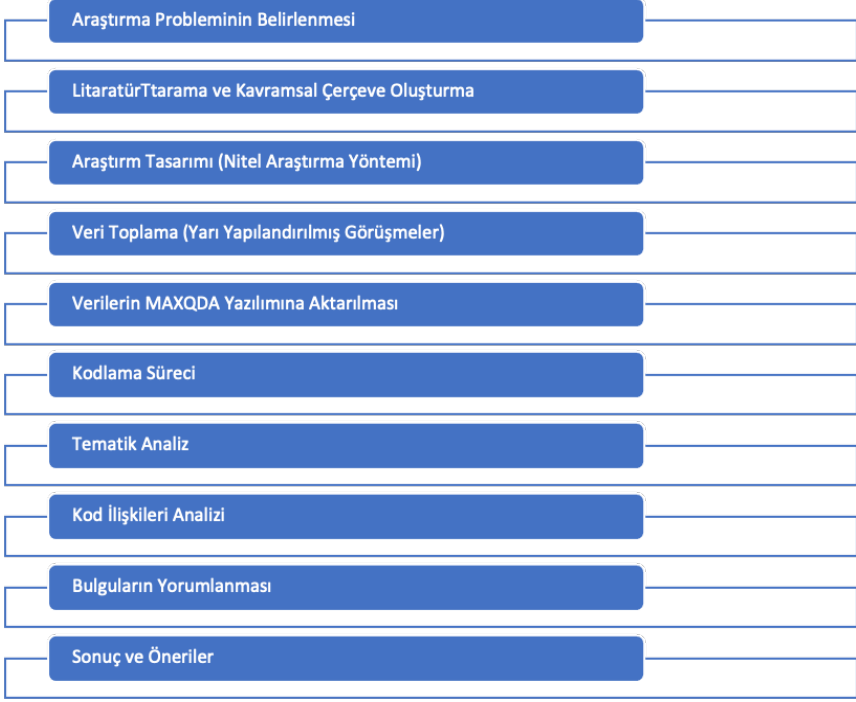 Araştırma Probleminin Belirlenmesi
LitaratürTtarama ve Kavramsal Çerçeve Oluşturma
Araştırm Tasarımı (Nitel Araştırma Yöntemi)
Veri Toplama (Yarı Yapılandırılmış Görüşmeler)
Verilerin MAXQDA Yazılımına Aktarılması
Kodlama Süreci
Tematik Analiz
Kod İlişkileri Analizi
Bulguların Yorumlanması
Sonuç ve Öneriler